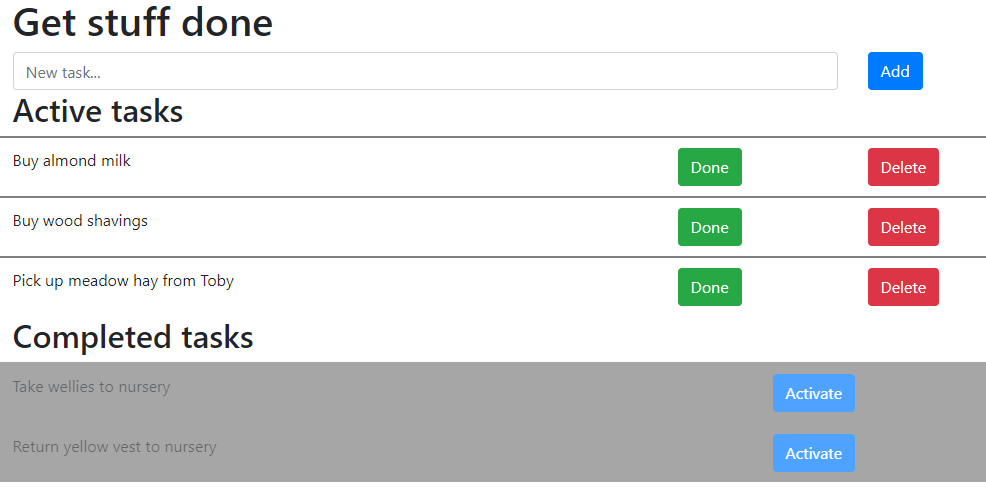 Get stuff done
New task... Add
Active tasks
Buy almond milk Done Delete
Buy wood shavings Done Delete
Pick up meadow hay from Toby Done Delete
Completed tasks
Take wellies to nursery Activate
Return yellow vest to nursery Activate